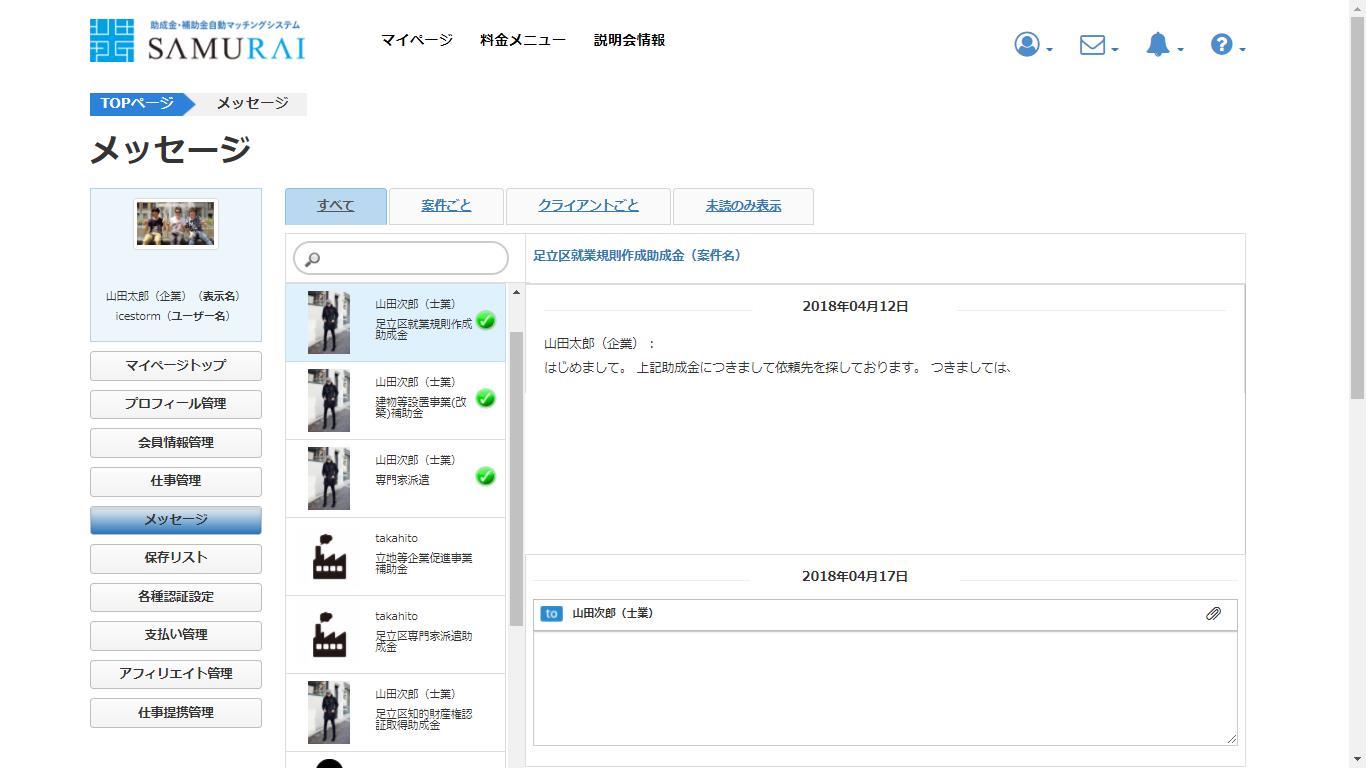 助成金・補助金自動マッチングシステム
SAMURAI
マイページ 料金メニュー 説明会情報
TOPページ メッセージ
メッセージ
山田太郎（企業）（表示名）
icestorm（ユーザー名）
マイページトップ
プロフィール管理
会員情報管理
仕事管理
メッセージ
保存リスト
各種認証設定
支払い管理
アフィリエイト管理
仕事提携管理
すべて 案件ごと クライアントごと 未読のみ表示
山田次郎（士業）
足立区就業規則作成
助成金
山田次郎（士業）
建物等設置事業(改
築)補助金
山田次郎（士業）
専門家派遣
takahito
立地等企業促進事業
補助金
takahito
足立区専門家派遣助
成金
山田次郎（士業）
足立区知的財産権認
証取得助成金
足立区就業規則作成助成金（案件名）
2018年04月12日
山田太郎（企業）：
はじめまして。 上記助成金につきまして依頼先を探しております。 つきましては、
2018年04月17日
to 山田次郎（士業）